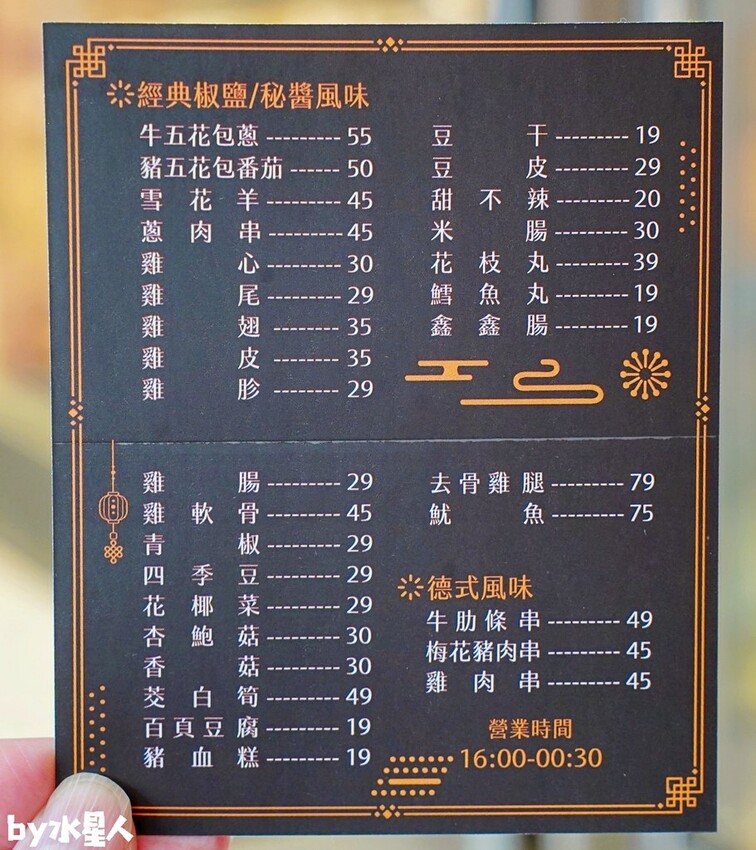 經典椒鹽/秘醬風味
牛五花包蔥 --------- 55
豬五花包番茄 ------ 50
雪花羊 --------- 45
蔥肉串 --------- 45
雞心 --------- 30
雞尾 --------- 29
雞翅 -------- 35
雞皮 -------- 35
雞胗 -------- 29
豆干 --------- 19
豆皮 --------- 29
甜不辣 --------- 20
米腸 --------- 30
花枝丸 --------- 39
鱈魚丸 --------- 19
鑫鑫腸 --------- 19
雞腸 --------- 29
雞軟骨 --------- 45
青椒 --------- 29
四季豆 --------- 29
花椰菜 --------- 29
杏鮑菇 --------- 30
香菇 --------- 30
茭白筍 --------- 49
百頁豆腐 --------- 19
豬血糕 --------- 19
去骨雞腿 --------- 79
魷魚 --------- 75
德式風味
牛肋條串 --------- 49
梅花豬肉串 --------- 45
雞肉串 --------- 45
營業時間
16:00-00:30
by水星人